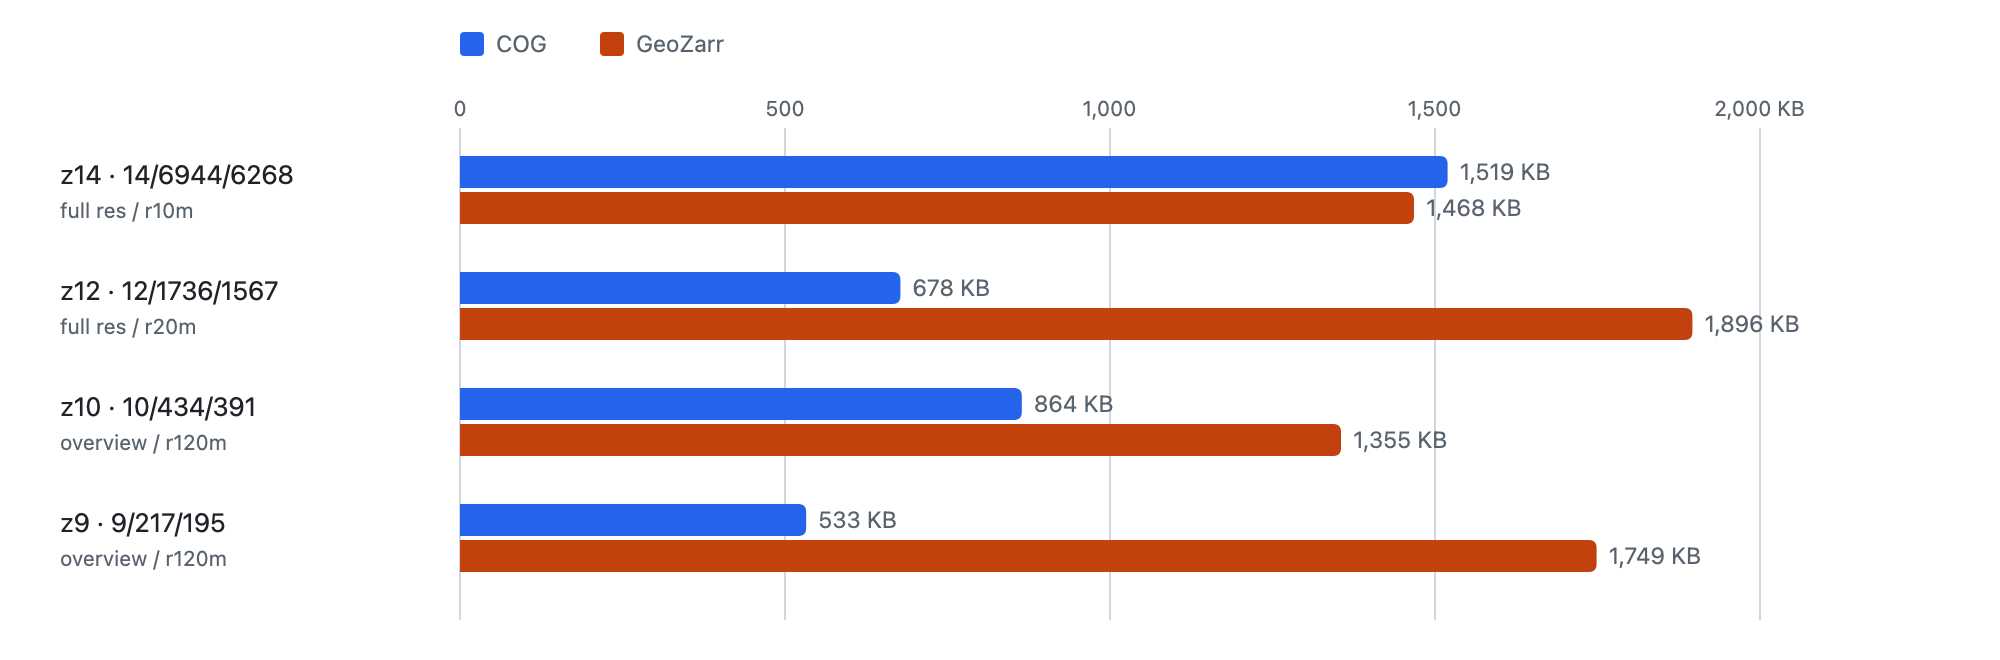 COG GeoZarr
0 500 1,000 1,500 2,000 KB
z14 · 14/6944/6268
full res / r10m
1,519 KB
1,468 KB
z12 · 12/1736/1567
full res / r20m
678 KB
1,896 KB
z10 · 10/434/391
overview / r120m
864 KB
1,355 KB
z9 · 9/217/195
overview / r120m
533 KB
1,749 KB